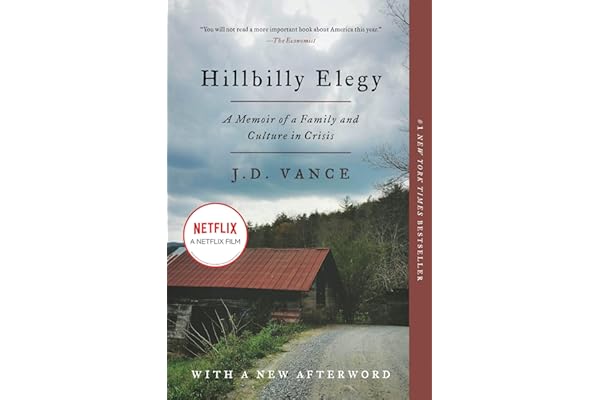 "You will not read a more important book about America this year."
—The Economist
Hillbilly Elegy
A Memoir of a Family and
Culture in Crisis
J.D. VANCE
NETFLIX
A NETFLIX FILM
#1 NEW YORK TIMES BESTSELLER
WITH A NEW AFTERWORD